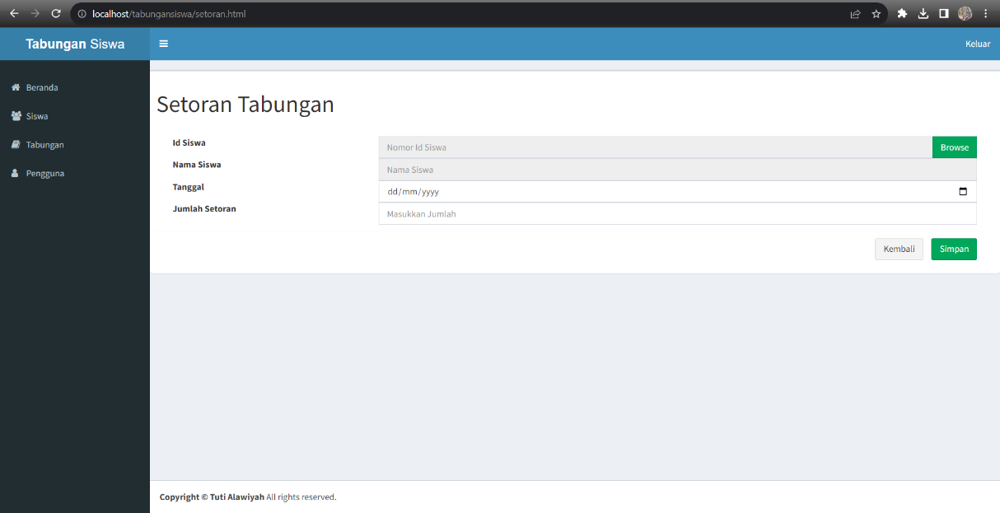 localhost/tabungansiswa/setoran.html
Tabungan Siswa
Keluar
Beranda
Siswa
Tabungan
Pengguna
Setoran Tabungan
Id Siswa
Nomor Id Siswa
Browse
Nama Siswa
Nama Siswa
Tanggal
dd/mm/yyyy
Jumlah Setoran
Masukkan Jumlah
Kembali
Simpan
Copyright © Tuti Alawiyah All rights reserved.